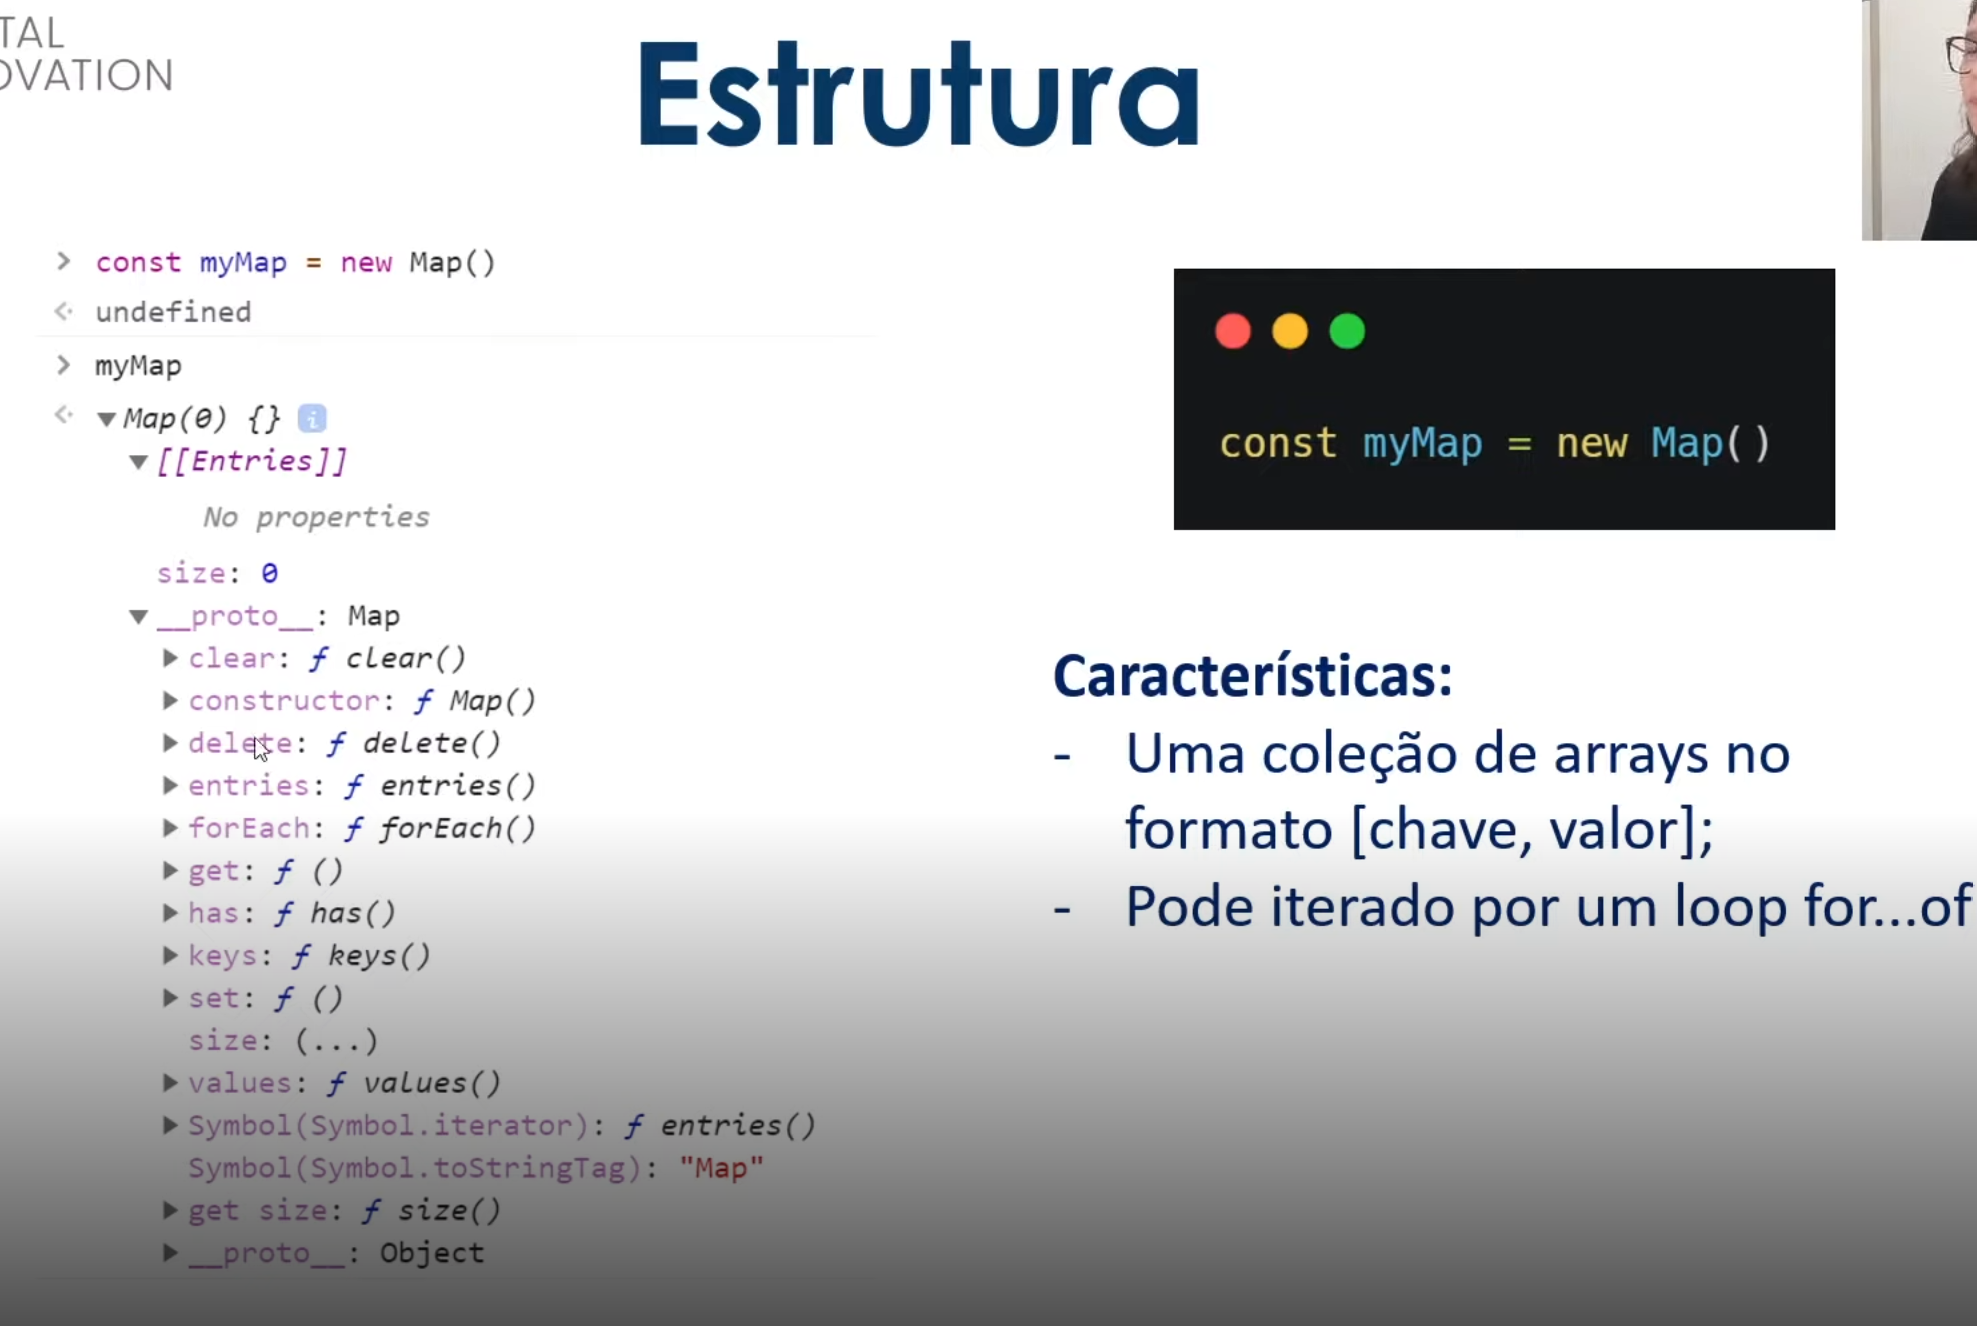 TAL
OVATION
Estrutura
const myMap = new Map()
undefined
myMap
Map(0) {} i
[[Entries]]
No properties
size: 0
__proto__: Map
clear: ƒ clear()
constructor: ƒ Map()
delete: ƒ delete()
entries: ƒ entries()
forEach: ƒ forEach()
get: ƒ ()
has: ƒ has()
keys: ƒ keys()
set: ƒ ()
size: (...)
values: ƒ values()
Symbol(Symbol.iterator): ƒ entries()
Symbol(Symbol.toStringTag): "Map"
get size: ƒ size()
__proto__: Object
const myMap = new Map()
Características:
- Uma coleção de arrays no
formato [chave, valor];
- Pode iterado por um loop for...of